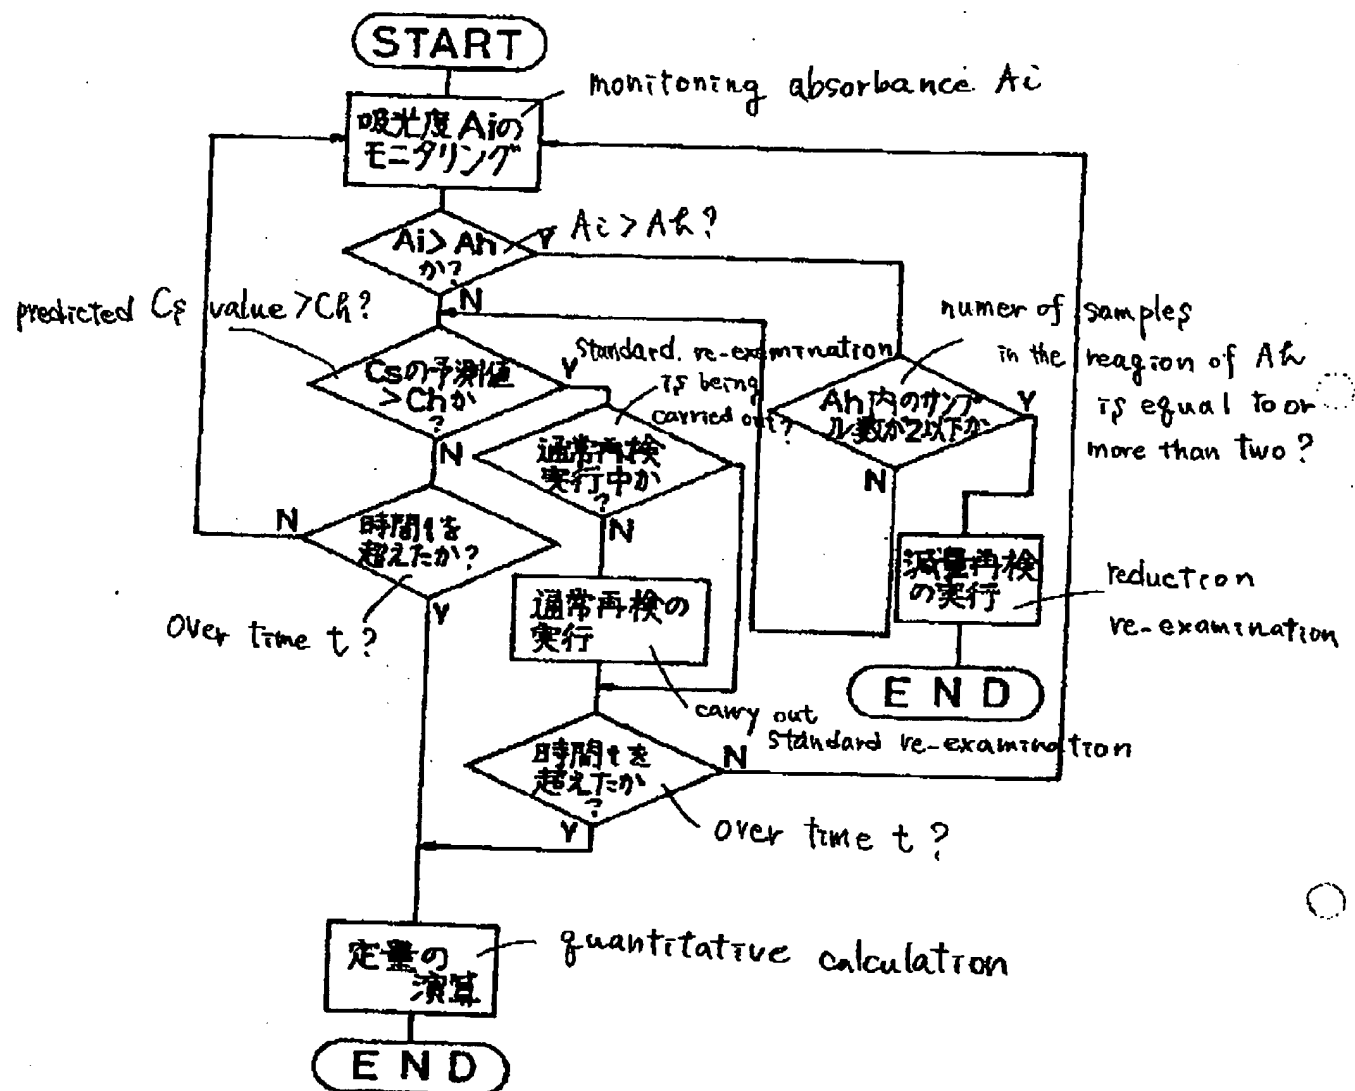 START
monitoning absorbance Ai
吸光度Aiの
モニタリング
Ai>Ah
か?
Y
Ai>Ah?
N
predicted Cs value >Ch?
numer of samples
in the reagion of Ah
is equal to or
more than two?
Standard re-examination
is being
carried out?
Csの予測値
>Chか
?
Y
N
Ah内のサンプ
ル数が2以下か
Y
N
通常再検
実行中か
?
N
時間tを
超えたか?
N
Y
over time t?
通常再検の
実行
減量再検
の実行
reduction
re-examination
END
carry out
standard re-examination
時間tを
超えたか
?
N
Y
over time t?
定量の
演算
quantitative calculation
END